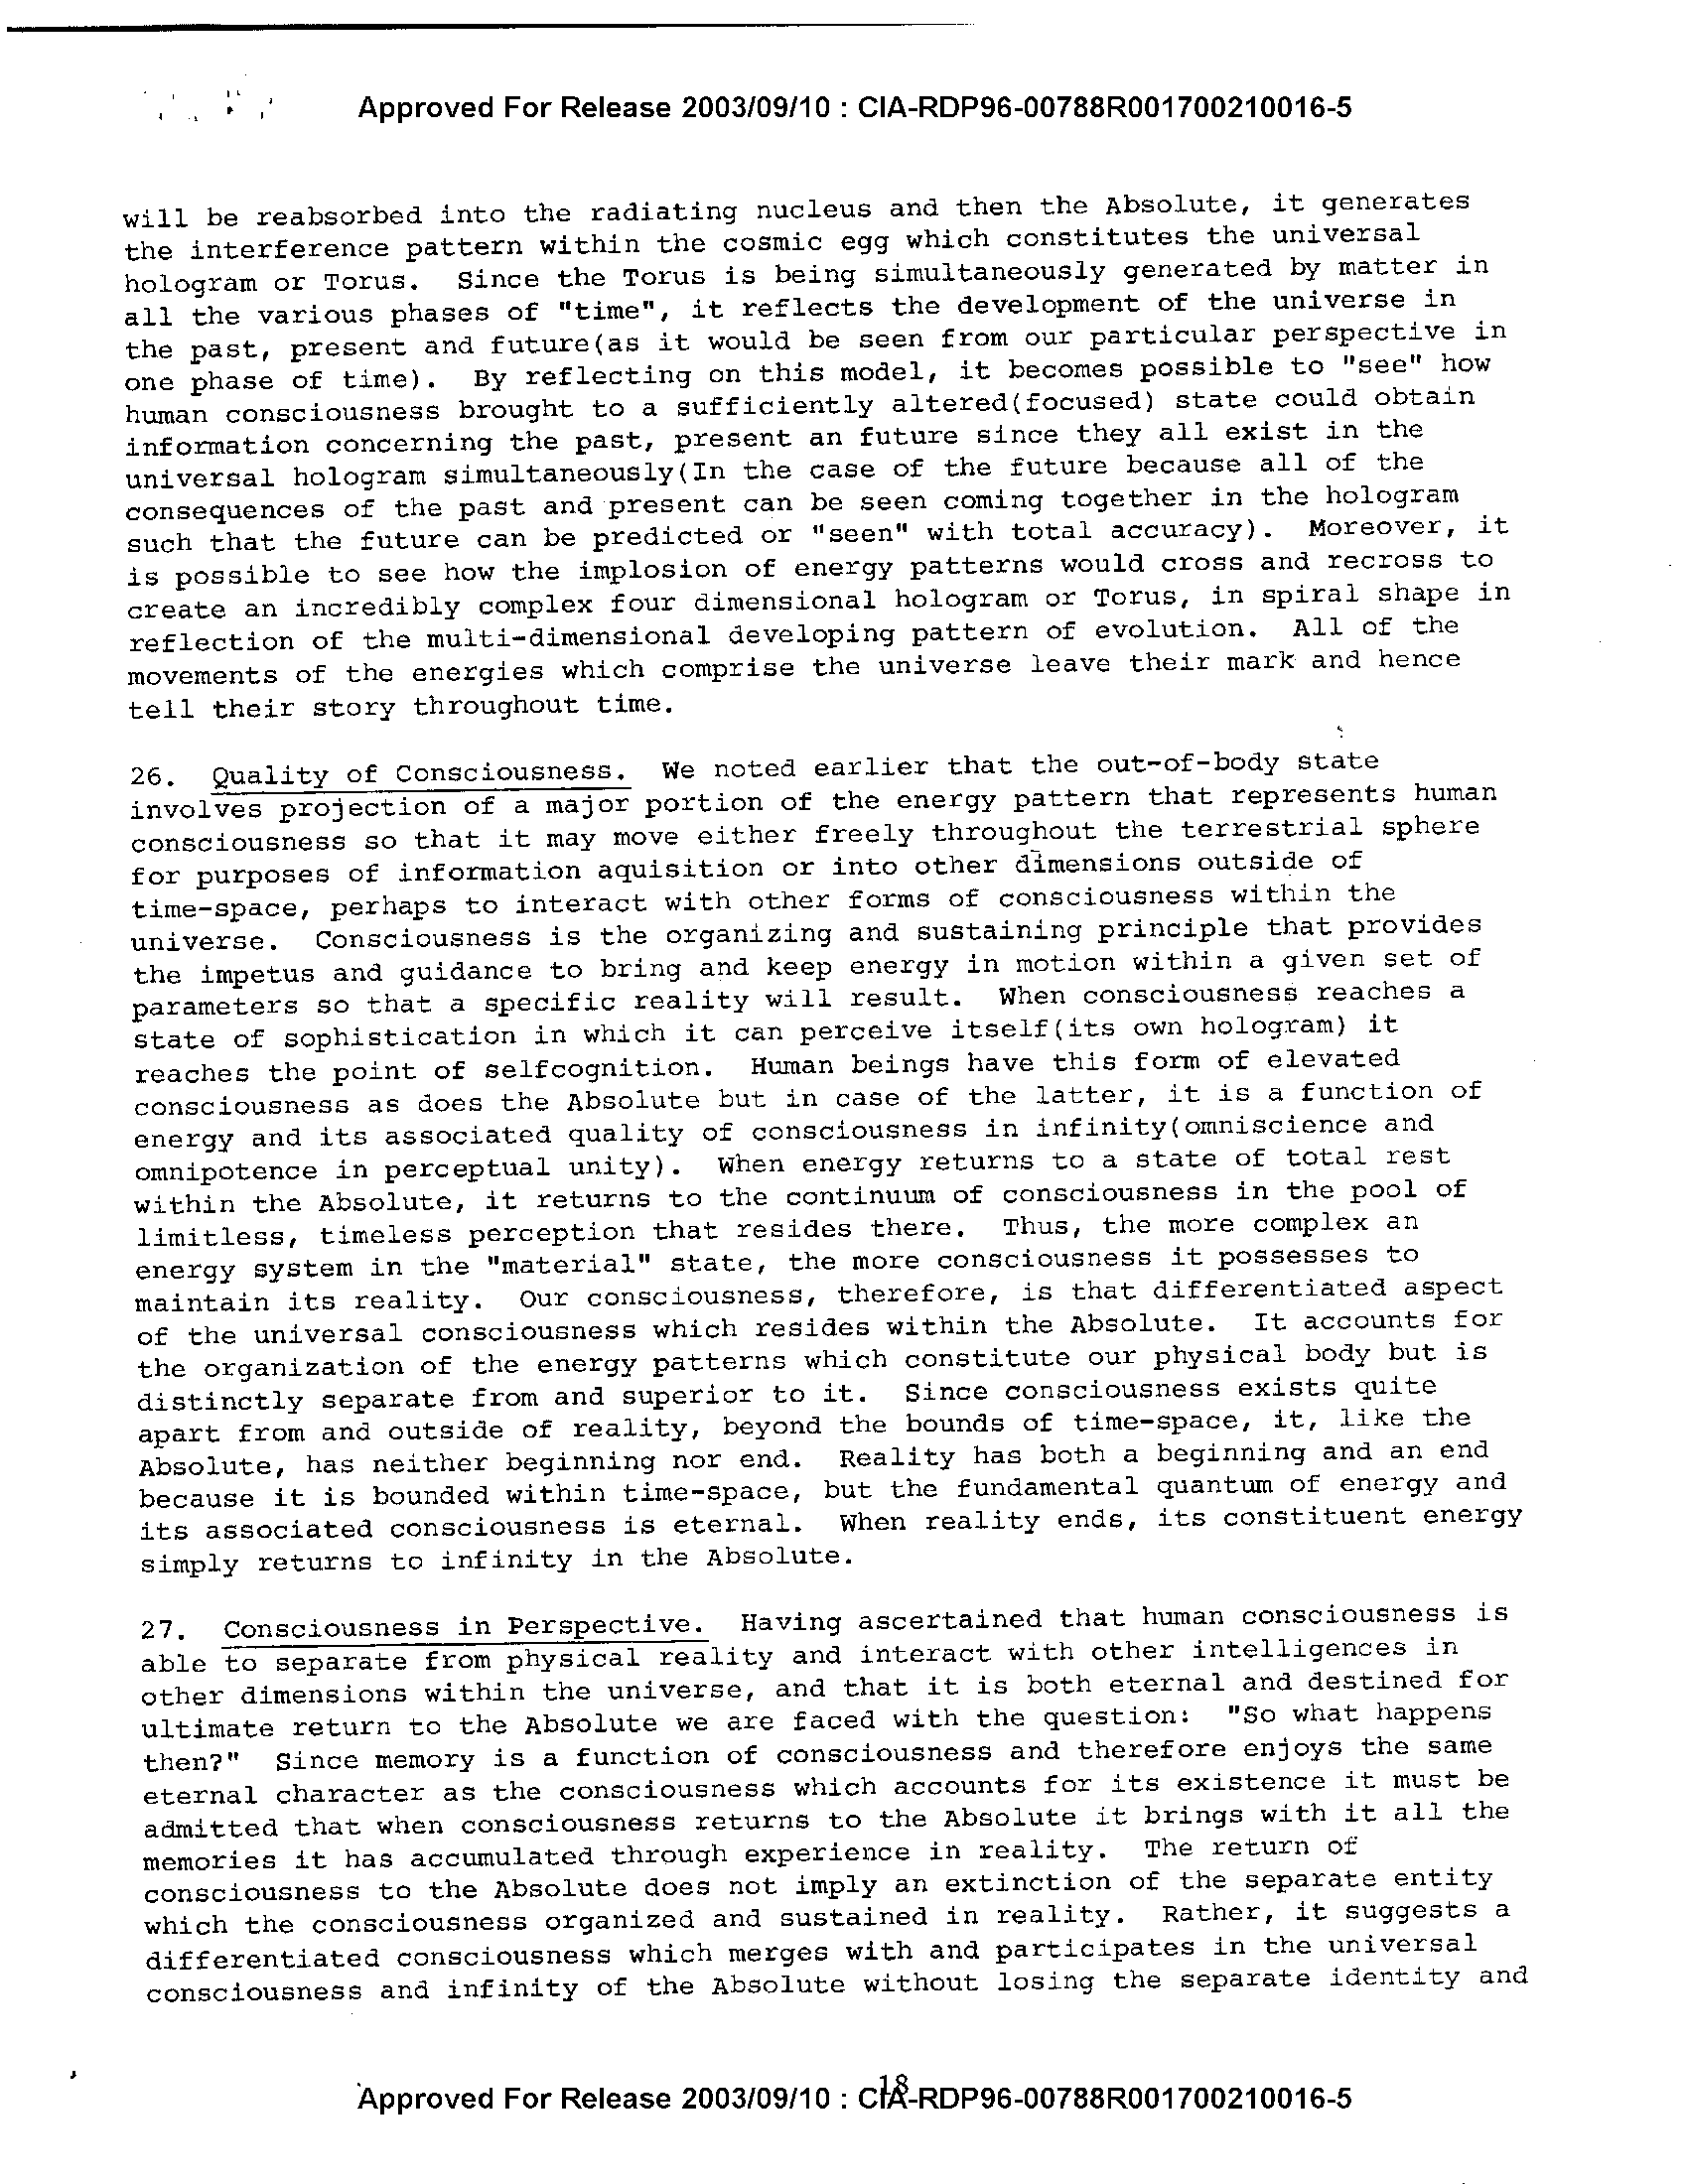 Approved For Release 2003/09/10 : CIA-RDP96-00788R001700210016-5
will be reabsorbed into the radiating nucleus and then the Absolute, it generates
the interference pattern within the cosmic egg which constitutes the universal
hologram or Torus. Since the Torus is being simultaneously generated by matter in
all the various phases of "time", it reflects the development of the universe in
the past, present and future(as it would be seen from our particular perspective in
one phase of time). By reflecting on this model, it becomes possible to "see" how
human consciousness brought to a sufficiently altered(focused) state could obtain
information concerning the past, present an future since they all exist in the
universal hologram simultaneously(In the case of the future because all of the
consequences of the past and present can be seen coming together in the hologram
such that the future can be predicted or "seen" with total accuracy). Moreover, it
is possible to see how the implosion of energy patterns would cross and recross to
create an incredibly complex four dimensional hologram or Torus, in spiral shape in
reflection of the multi-dimensional developing pattern of evolution. All of the
movements of the energies which comprise the universe leave their mark and hence
tell their story throughout time.
26. Quality of Consciousness. We noted earlier that the out-of-body state
involves projection of a major portion of the energy pattern that represents human
consciousness so that it may move either freely throughout the terrestrial sphere
for purposes of information aquisition or into other dimensions outside of
time-space, perhaps to interact with other forms of consciousness within the
universe. Consciousness is the organizing and sustaining principle that provides
the impetus and guidance to bring and keep energy in motion within a given set of
parameters so that a specific reality will result. When consciousness reaches a
state of sophistication in which it can perceive itself(its own hologram) it
reaches the point of selfcognition. Human beings have this form of elevated
consciousness as does the Absolute but in case of the latter, it is a function of
energy and its associated quality of consciousness in infinity(omniscience and
omnipotence in perceptual unity). When energy returns to a state of total rest
within the Absolute, it returns to the continuum of consciousness in the pool of
limitless, timeless perception that resides there. Thus, the more complex an
energy system in the "material" state, the more consciousness it possesses to
maintain its reality. Our consciousness, therefore, is that differentiated aspect
of the universal consciousness which resides within the Absolute. It accounts for
the organization of the energy patterns which constitute our physical body but is
distinctly separate from and superior to it. Since consciousness exists quite
apart from and outside of reality, beyond the bounds of time-space, it, like the
Absolute, has neither beginning nor end. Reality has both a beginning and an end
because it is bounded within time-space, but the fundamental quantum of energy and
its associated consciousness is eternal. When reality ends, its constituent energy
simply returns to infinity in the Absolute.
27. Consciousness in Perspective. Having ascertained that human consciousness is
able to separate from physical reality and interact with other intelligences in
other dimensions within the universe, and that it is both eternal and destined for
ultimate return to the Absolute we are faced with the question: "So what happens
then?" Since memory is a function of consciousness and therefore enjoys the same
eternal character as the consciousness which accounts for its existence it must be
admitted that when consciousness returns to the Absolute it brings with it all the
memories it has accumulated through experience in reality. The return of
consciousness to the Absolute does not imply an extinction of the separate entity
which the consciousness organized and sustained in reality. Rather, it suggests a
differentiated consciousness which merges with and participates in the universal
consciousness and infinity of the Absolute without losing the separate identity and
18
Approved For Release 2003/09/10 : CIA-RDP96-00788R001700210016-5